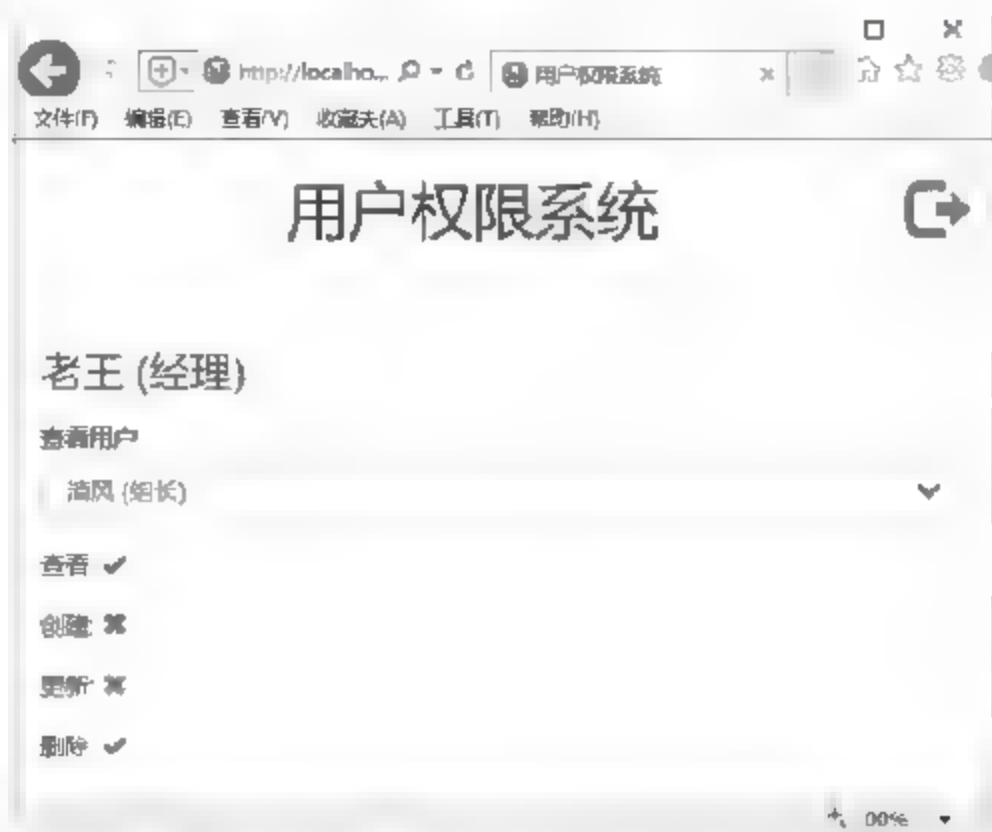 http://localho... 用户权限系统
文件(F) 编辑(E) 查看(V) 收藏夹(A) 工具(T) 帮助(H)
用户权限系统
老王 (经理)
查看用户
清风 (组长)
查看
创建
更新
删除
00%